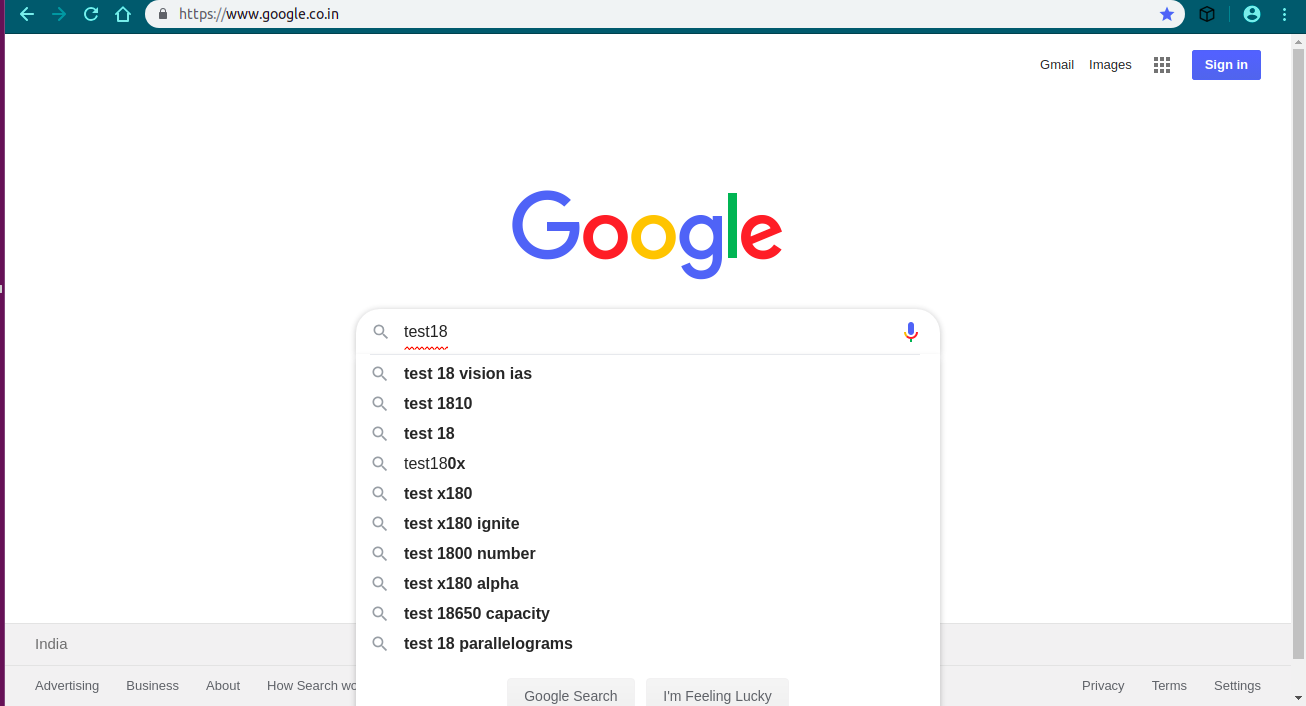 https://www.google.co.in
Gmail Images Sign in
Google
test18
test 18 vision ias
test 1810
test 18
test180x
test x180
test x180 ignite
test 1800 number
test x180 alpha
test 18650 capacity
test 18 parallelograms
India
Advertising Business About How Search wo Privacy Terms Settings
Google Search I'm Feeling Lucky